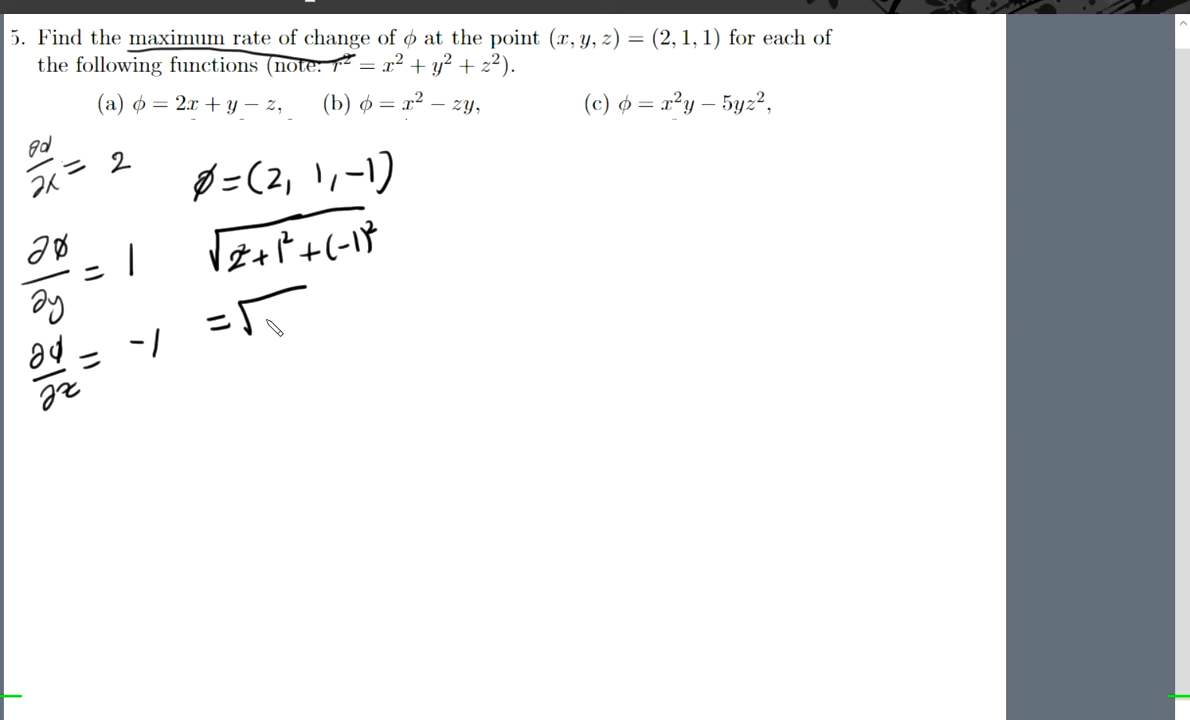 5. Find the maximum rate of change of ϕ at the point (x, y, z) = (2, 1, 1) for each of
the following functions (note: r² = x² + y² + z²).
(a) ϕ = 2x + y − z, (b) ϕ = x² − zy, (c) ϕ = x²y − 5yz²,
∂ϕ/∂x = 2
ϕ = (2, 1, -1)
∂ϕ/∂y = 1
√(2² + 1² + (-1)²)
= √
∂ϕ/∂z = -1